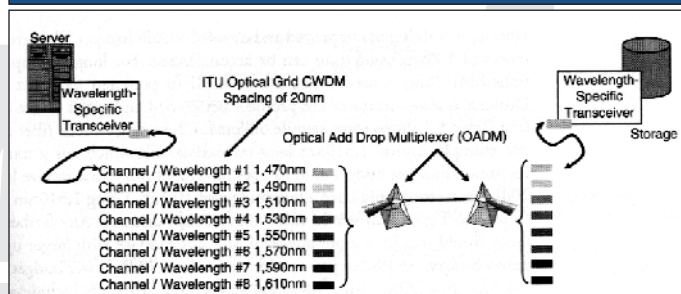 Server
Wavelength-
Specific
Transceiver
ITU Optical Grid CWDM
Spacing of 20nm
Optical Add Drop Multiplexer (OADM)
Wavelength-
Specific
Transceiver
Storage
Channel / Wavelength #1 1,470nm
Channel / Wavelength #2 1,490nm
Channel / Wavelength #3 1,510nm
Channel / Wavelength #4 1,530nm
Channel / Wavelength #5 1,550nm
Channel / Wavelength #6 1,570nm
Channel / Wavelength #7 1,590nm
Channel / Wavelength #8 1,610nm